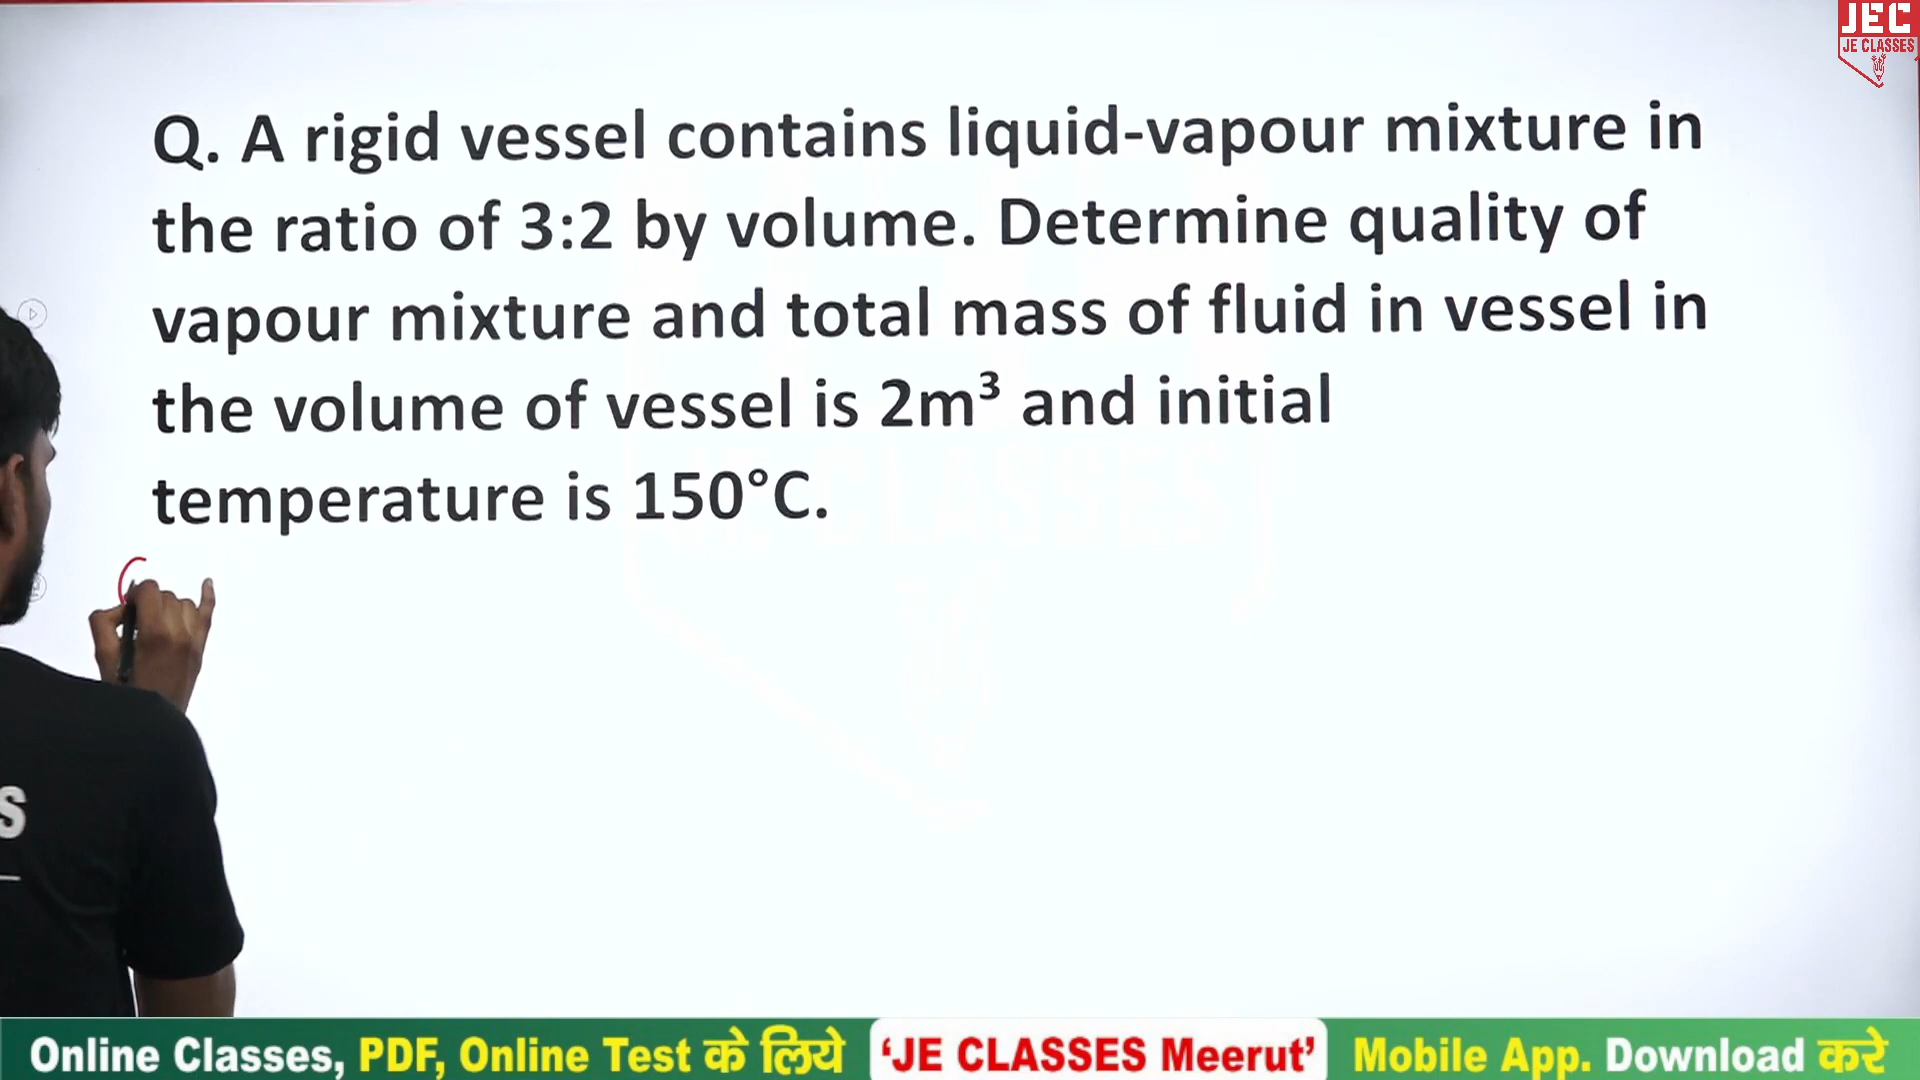 JEC
JE CLASSES
Q. A rigid vessel contains liquid-vapour mixture in
the ratio of 3:2 by volume. Determine quality of
vapour mixture and total mass of fluid in vessel in
the volume of vessel is 2m³ and initial
temperature is 150°C.
S
Online Classes, PDF, Online Test के लिये 'JE CLASSES Meerut' Mobile App. Download करे